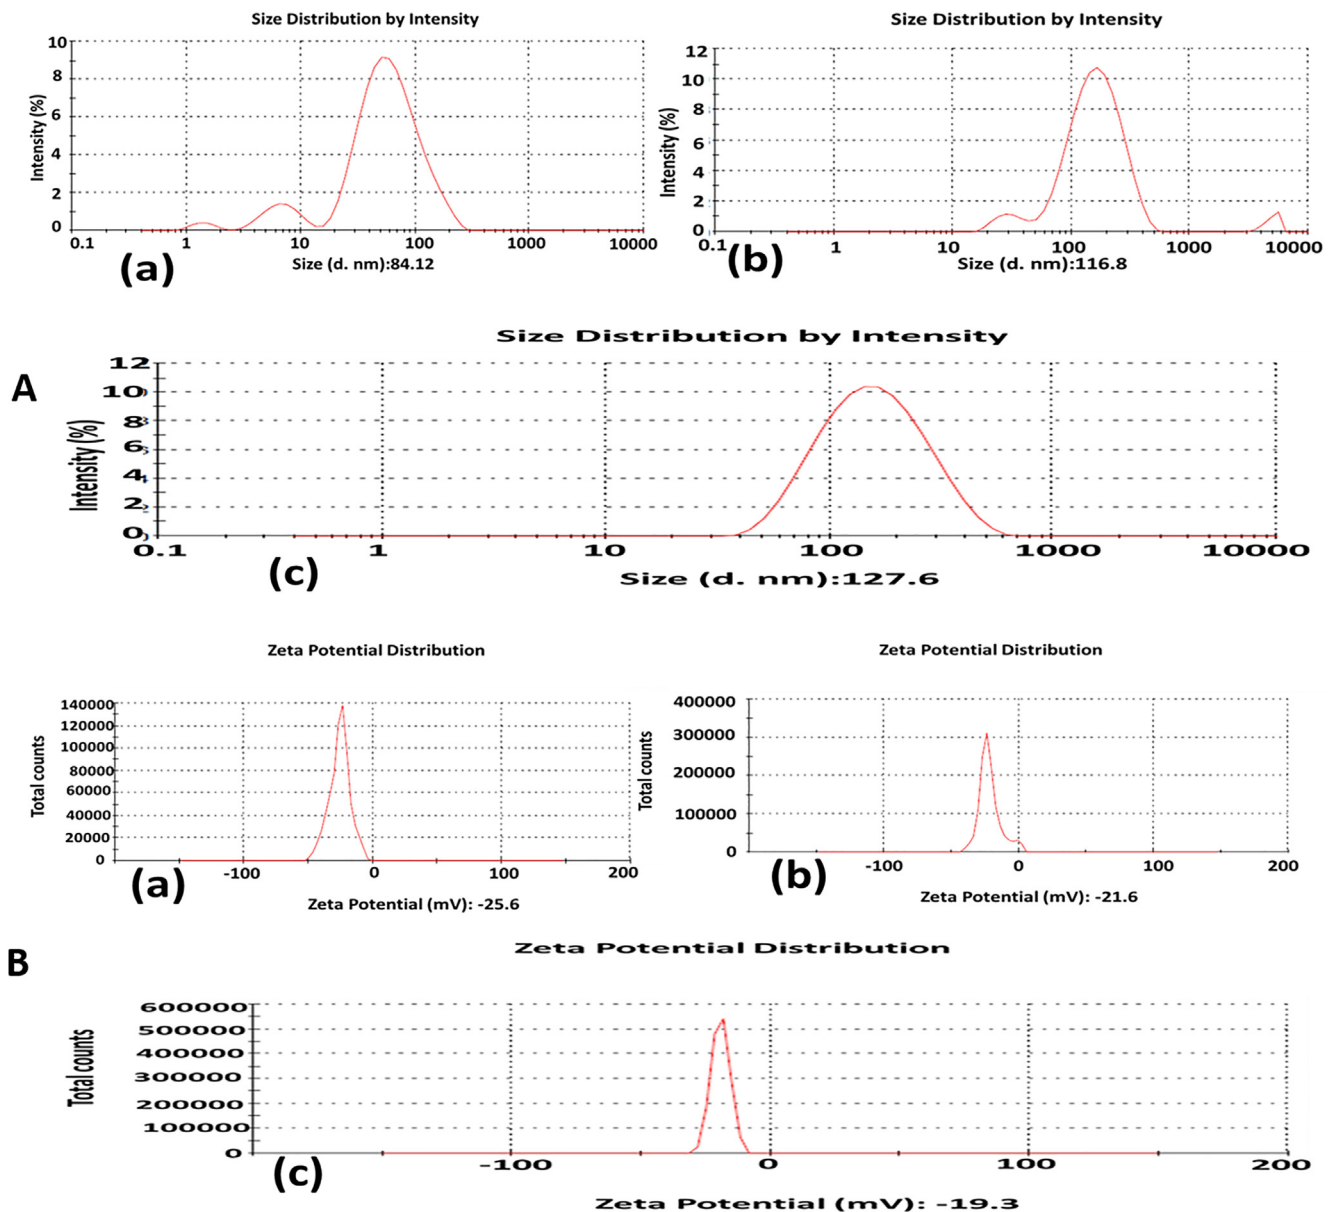 Size Distribution by Intensity
Intensity (%)
10
8
6
4
2
0
0.1 1 10 100 1000 10000
(a)
Size (d. nm):84.12
Size Distribution by Intensity
Intensity (%)
12
10
8
6
4
2
0
0.1 1 10 100 1000 10000
(b)
Size (d. nm):116.8
A
Size Distribution by Intensity
Intensity (%)
12
10
8
6
4
2
0
0.1 1 10 100 1000 10000
(c)
Size (d. nm):127.6
Zeta Potential Distribution
Total counts
140000
120000
100000
80000
60000
40000
20000
0
-100 0 100 200
(a)
Zeta Potential (mV): -25.6
Zeta Potential Distribution
Total counts
400000
300000
200000
100000
0
-100 0 100 200
(b)
Zeta Potential (mV): -21.6
B
Zeta Potential Distribution
Total counts
600000
500000
400000
300000
200000
100000
0
-100 0 100 200
(c)
Zeta Potential (mV): -19.3